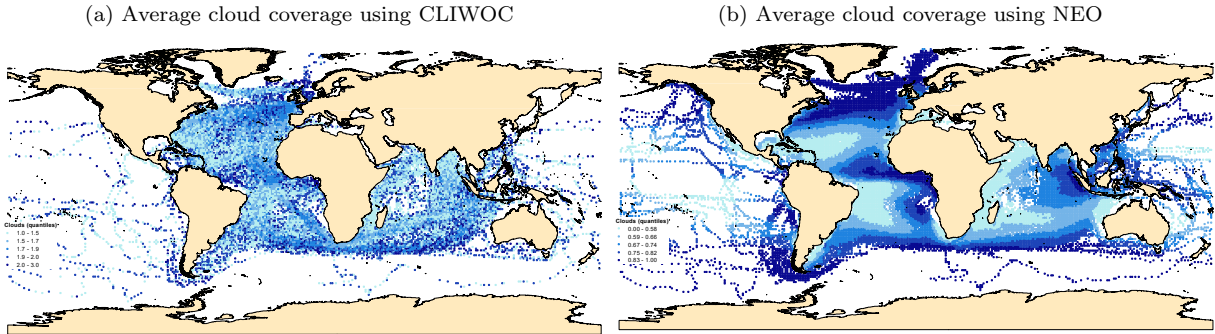 (a) Average cloud coverage using CLIWOC
(b) Average cloud coverage using NEO
Clouds (quantiles)
1.0 - 1.5
1.5 - 1.7
1.7 - 1.9
1.9 - 2.0
2.0 - 3.0
Clouds (quantiles)
0.00 - 0.58
0.59 - 0.66
0.67 - 0.74
0.75 - 0.82
0.83 - 1.00